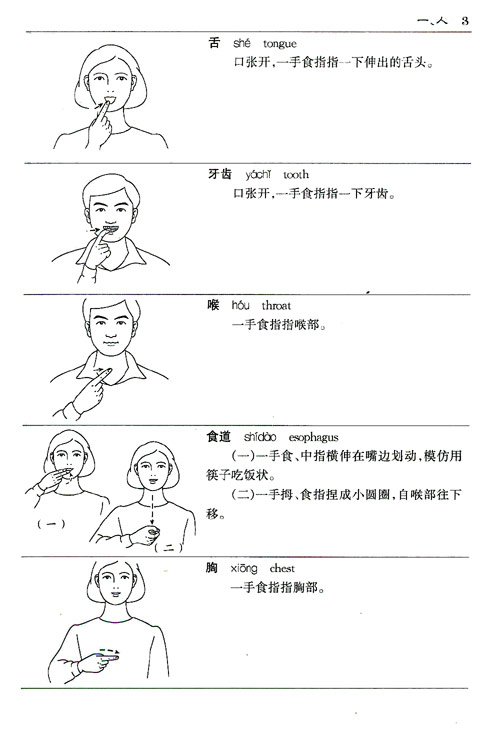 一、人 3
舌 shé tongue
口张开,一手食指指一下伸出的舌头。
牙齿 yáchǐ tooth
口张开,一手食指指一下牙齿。
喉 hóu throat
一手食指指喉部。
食道 shídào esophagus
(一)一手食、中指横伸在嘴边划动,模仿用
筷子吃饭状。
(二)一手拇、食指捏成小圆圈,自喉部往下
移。
(一)
(二)
胸 xiōng chest
一手食指指胸部。